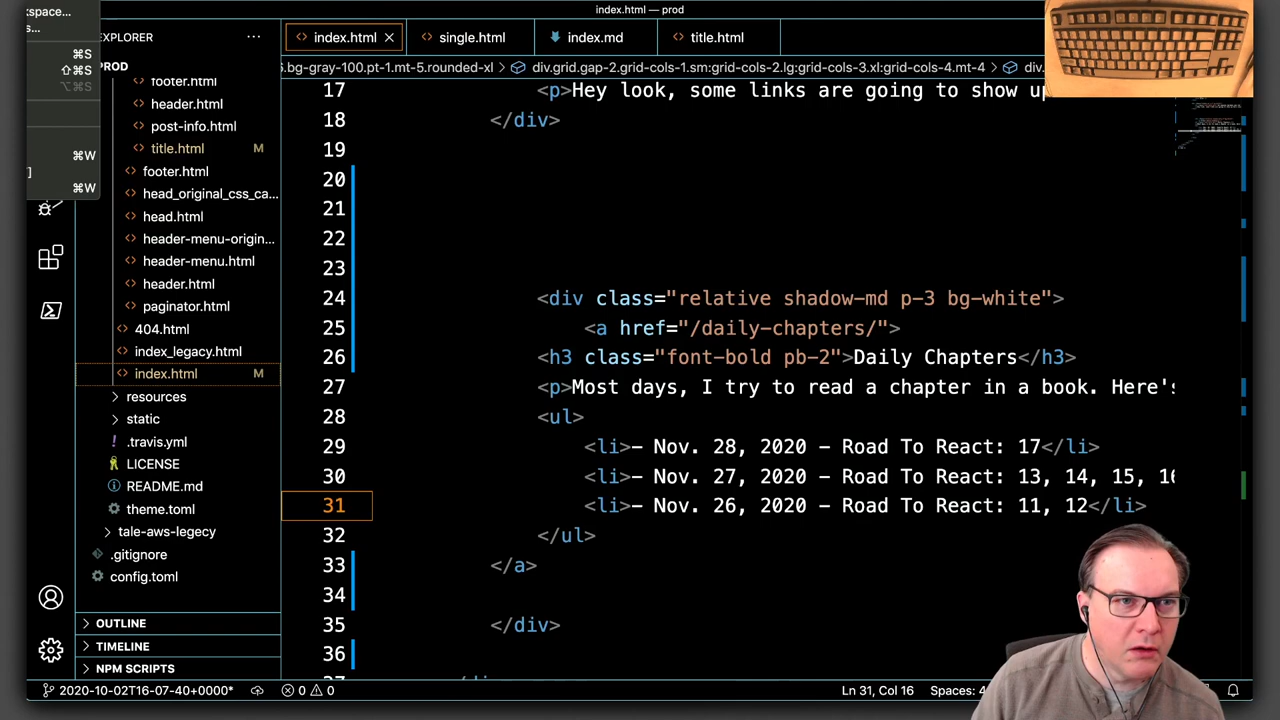 index.html — prod
kspace...
s...
⌘S
⇧⌘S
⌥⌘S
⌘W
]
⌘W
EXPLORER
PROD
footer.html
header.html
post-info.html
title.html M
footer.html
head_original_css_ca...
head.html
header-menu-origin...
header-menu.html
header.html
paginator.html
404.html
index_legacy.html
index.html M
resources
static
.travis.yml
LICENSE
README.md
theme.toml
tale-aws-legacy
.gitignore
config.toml
OUTLINE
TIMELINE
NPM SCRIPTS
index.html single.html index.md title.html
.bg-gray-100.pt-1.mt-5.rounded-xl > div.grid.gap-2.grid-cols-1.sm:grid-cols-2.lg:grid-cols-3.xl:grid-cols-4.mt-4 > div.
17 <p>Hey look, some links are going to show up
18 </div>
19
20
21
22
23
24 <div class="relative shadow-md p-3 bg-white">
25 <a href="/daily-chapters/">
26 <h3 class="font-bold pb-2">Daily Chapters</h3>
27 <p>Most days, I try to read a chapter in a book. Here's
28 <ul>
29 <li>- Nov. 28, 2020 - Road To React: 17</li>
30 <li>- Nov. 27, 2020 - Road To React: 13, 14, 15, 16
31 <li>- Nov. 26, 2020 - Road To React: 11, 12</li>
32 </ul>
33 </a>
34
35 </div>
36
2020-10-02T16-07-40+0000* 0 0 Ln 31, Col 16 Spaces: 4